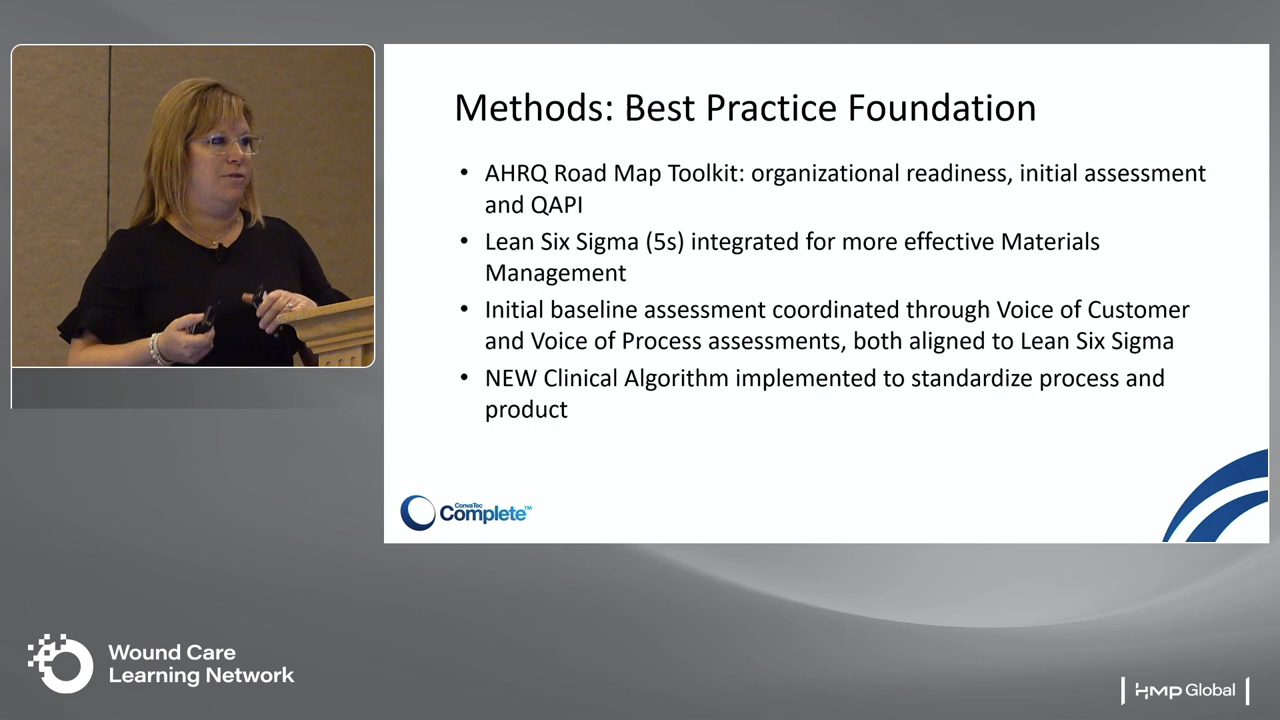 Methods: Best Practice Foundation
• AHRQ Road Map Toolkit: organizational readiness, initial assessment
and QAPI
• Lean Six Sigma (5s) integrated for more effective Materials
Management
• Initial baseline assessment coordinated through Voice of Customer
and Voice of Process assessments, both aligned to Lean Six Sigma
• NEW Clinical Algorithm implemented to standardize process and
product
ConvaTec
Complete™
Wound Care
Learning Network
HMP Global